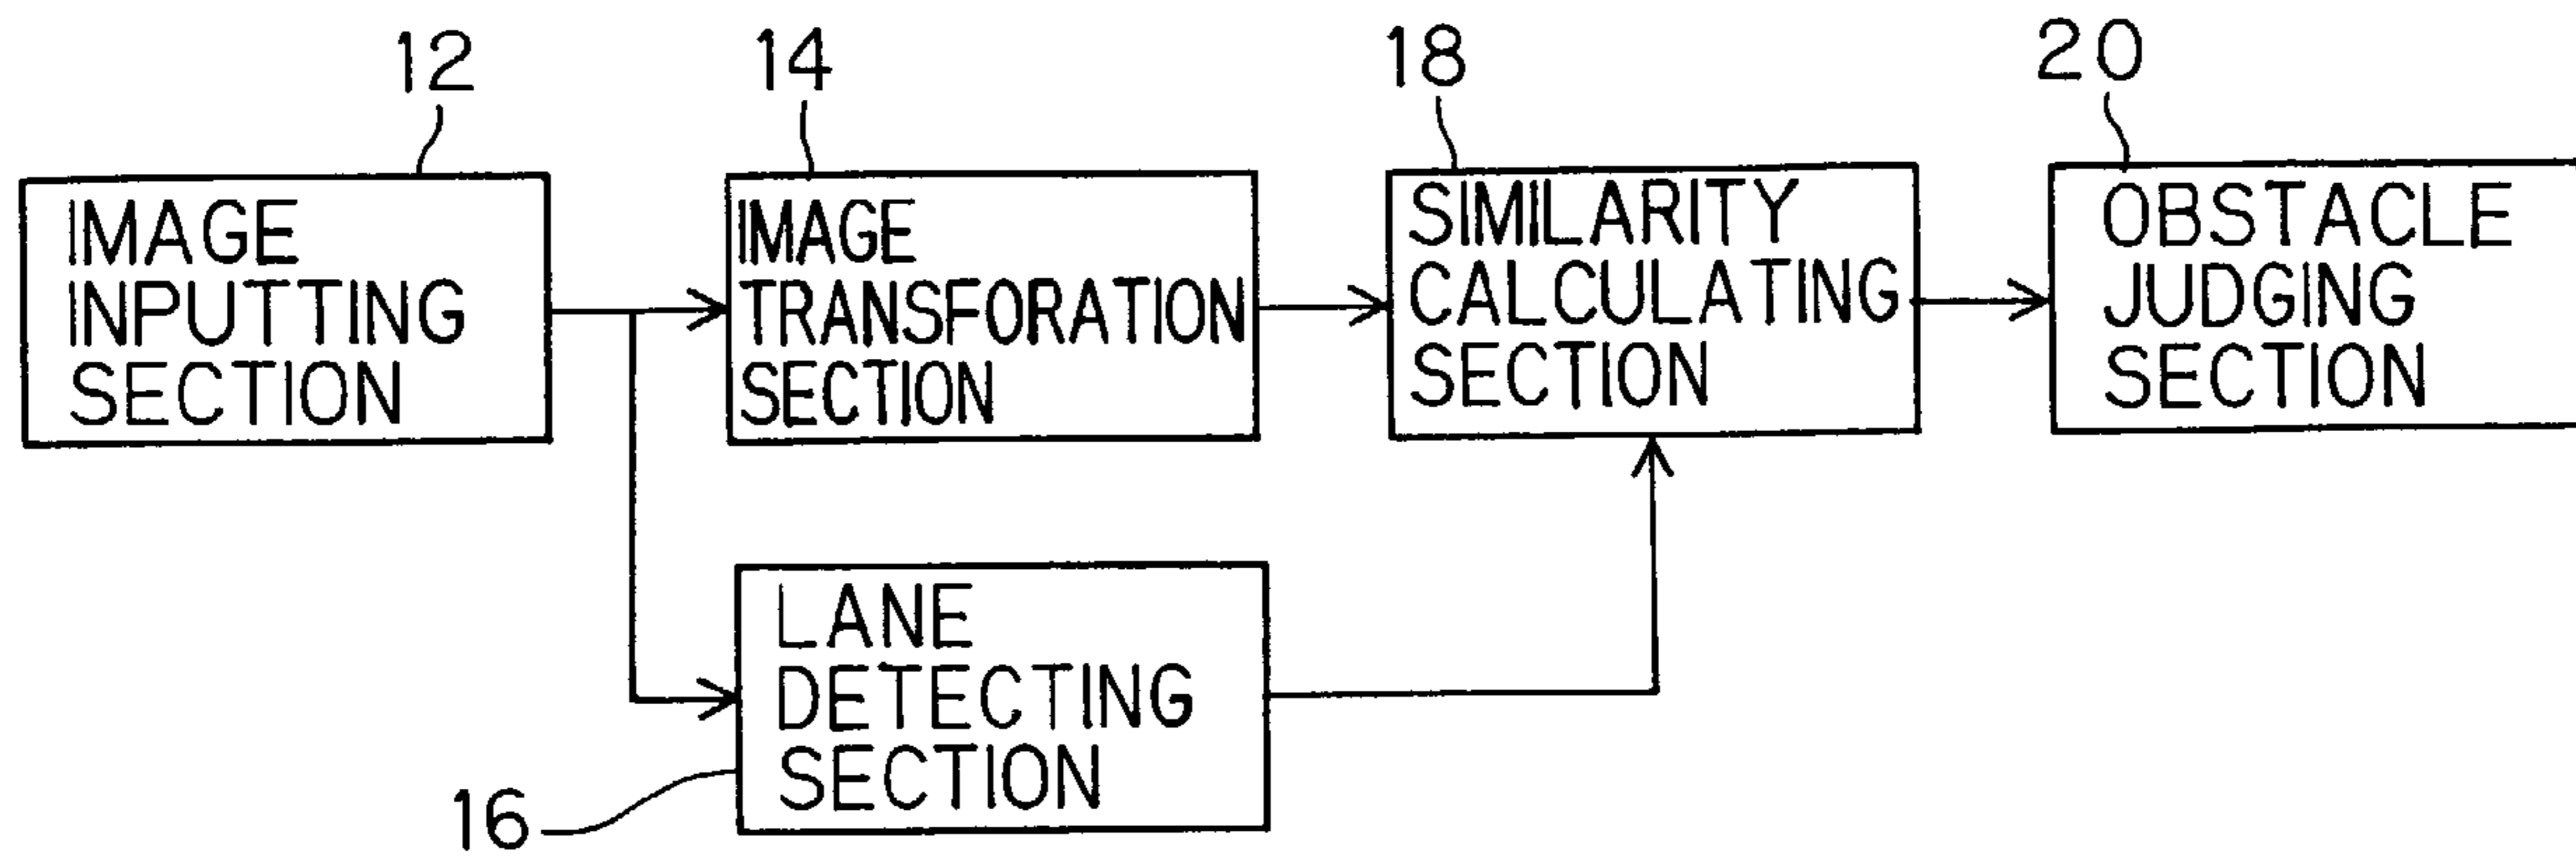 12
14
18
20
IMAGE
INPUTTING
SECTION
IMAGE
TRANSFORATION
SECTION
SIMILARITY
CALCULATING
SECTION
OBSTACLE
JUDGING
SECTION
LANE
DETECTING
SECTION
16